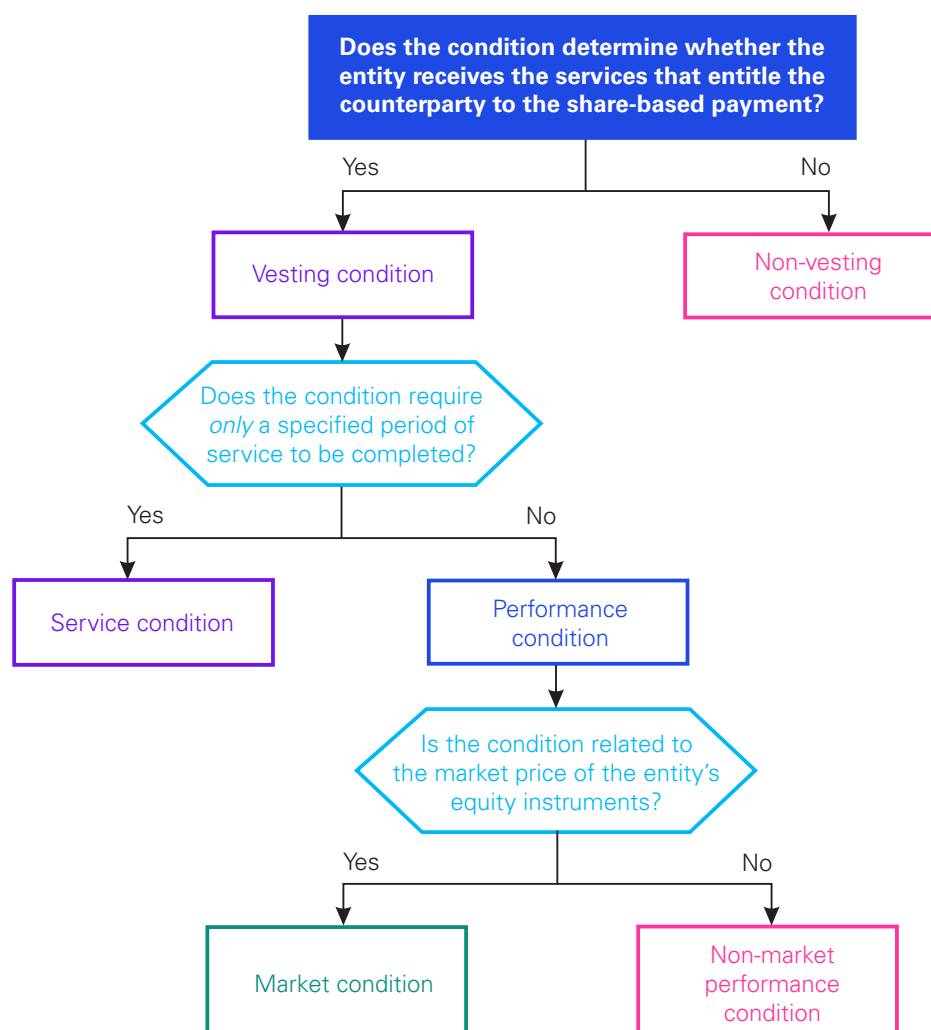 Does the condition determine whether the
entity receives the services that entitle the
counterparty to the share-based payment?
Yes
No
Vesting condition
Non-vesting
condition
Does the condition require
only a specified period of
service to be completed?
Yes
No
Service condition
Performance
condition
Is the condition related to
the market price of the entity’s
equity instruments?
Yes
No
Market condition
Non-market
performance
condition